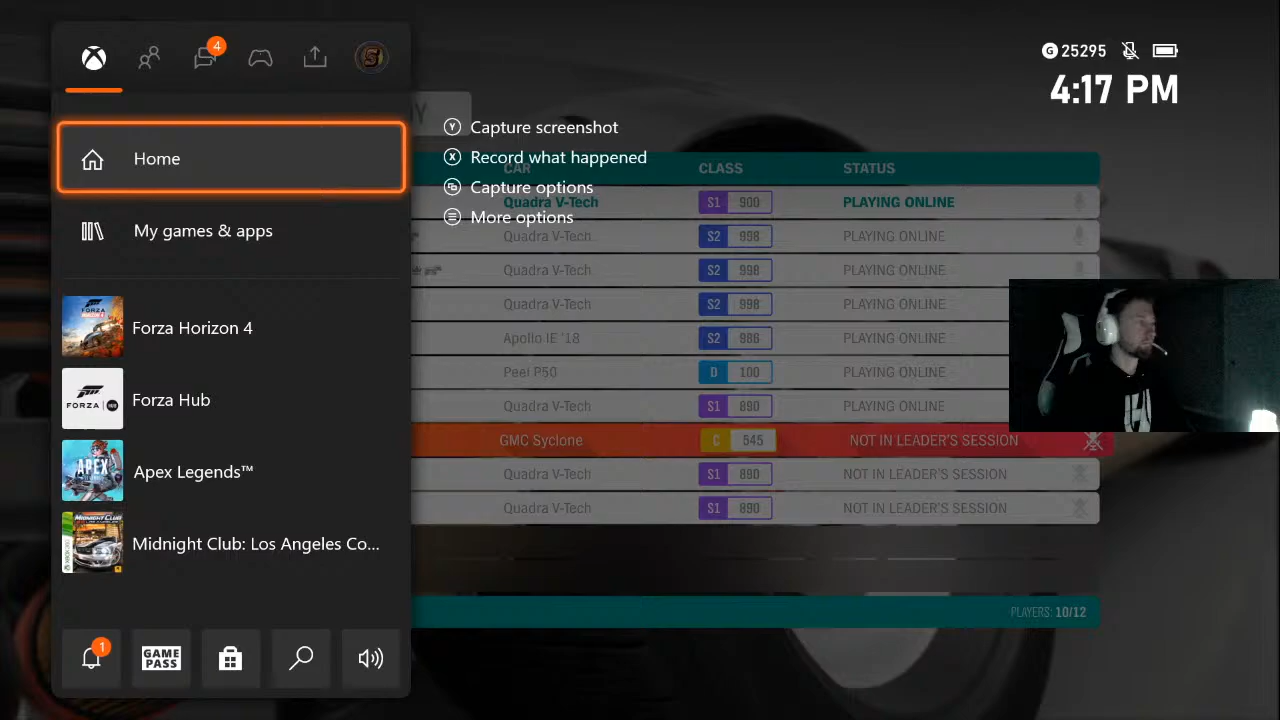 4
G 25295
4:17 PM
Home
My games & apps
Forza Horizon 4
Forza Hub
Apex Legends™
Midnight Club: Los Angeles Co...
1
GAME
PASS
Y Capture screenshot
X Record what happened
Capture options
More options
Y
CAR CLASS STATUS
Quadra V-Tech S1 900 PLAYING ONLINE
Quadra V-Tech S2 998 PLAYING ONLINE
Quadra V-Tech S2 998 PLAYING ONLINE
Quadra V-Tech S2 998 PLAYING ONLINE
Apollo IE '18 S2 986 PLAYING ONLINE
Peel P50 D 100 PLAYING ONLINE
Quadra V-Tech S1 890 PLAYING ONLINE
GMC Syclone C 545 NOT IN LEADER'S SESSION
Quadra V-Tech S1 890 NOT IN LEADER'S SESSION
Quadra V-Tech S1 890 NOT IN LEADER'S SESSION
PLAYERS: 10/12